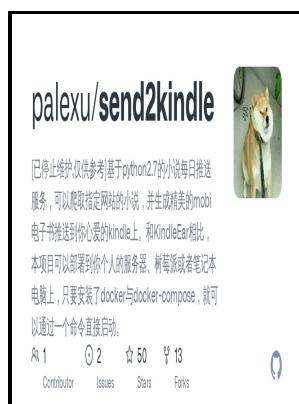 palexu/send2kindle
[已停止维护,仅供参考]基于python2.7的小说每日推送
服务，可以爬取指定网站的小说，并生成精美的mobi
电子书推送到你心爱的kindle上。和KindleEar相比，
本项目可以部署到你个人的服务器、树莓派或者笔记本
电脑上，只要安装了docker与docker-compose，就可
以通过一个命令直接启动。
1 2 50 13
Contributor Issues Stars Forks